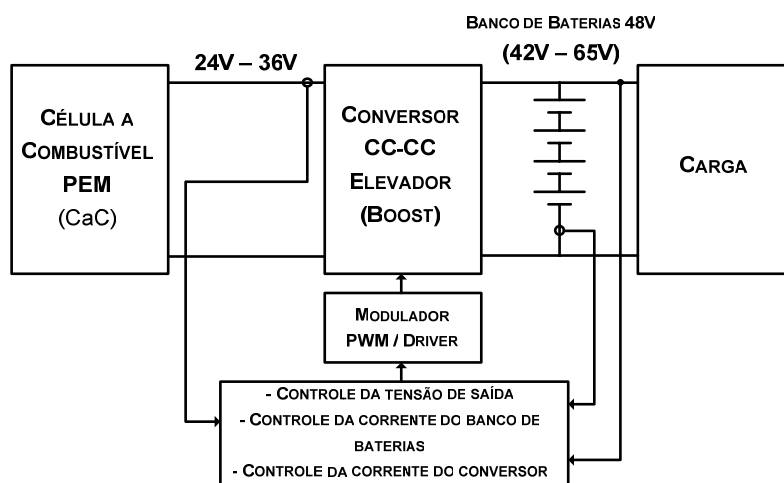 BANCO DE BATERIAS 48V
(42V – 65V)
24V – 36V
CÉLULA A
COMBUSTÍVEL
PEM
(CaC)
CONVERSOR
CC-CC
ELEVADOR
(BOOST)
CARGA
MODULADOR
PWM / DRIVER
- CONTROLE DA TENSÃO DE SAÍDA
- CONTROLE DA CORRENTE DO BANCO DE
BATERIAS
- CONTROLE DA CORRENTE DO CONVERSOR